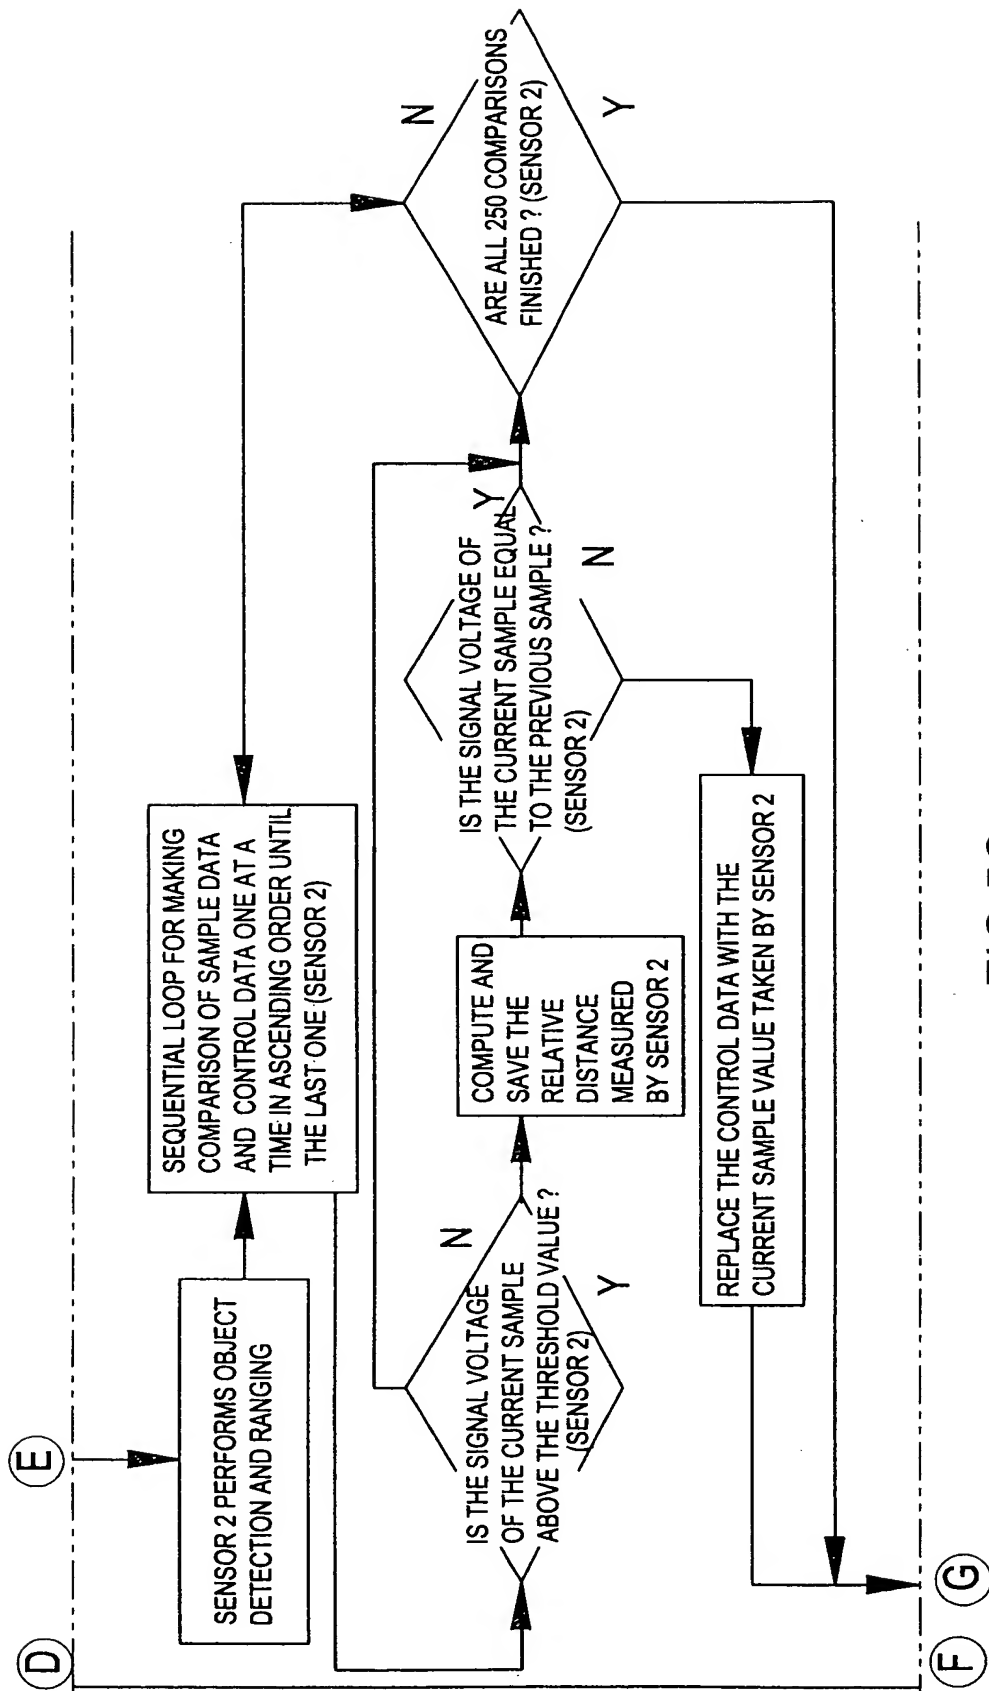 D
E
SENSOR 2 PERFORMS OBJECT
DETECTION AND RANGING
SEQUENTIAL LOOP FOR MAKING
COMPARISON OF SAMPLE DATA
AND CONTROL DATA ONE AT A
TIME IN ASCENDING ORDER UNTIL
THE LAST ONE (SENSOR 2)
IS THE SIGNAL VOLTAGE
OF THE CURRENT SAMPLE
ABOVE THE THRESHOLD VALUE ?
(SENSOR 2)
N
Y
COMPUTE AND
SAVE THE
RELATIVE
DISTANCE
MEASURED
BY SENSOR 2
IS THE SIGNAL VOLTAGE OF
THE CURRENT SAMPLE EQUAL
TO THE PREVIOUS SAMPLE ?
(SENSOR 2)
Y
N
ARE ALL 250 COMPARISONS
FINISHED ? (SENSOR 2)
N
Y
REPLACE THE CONTROL DATA WITH THE
CURRENT SAMPLE VALUE TAKEN BY SENSOR 2
F
G